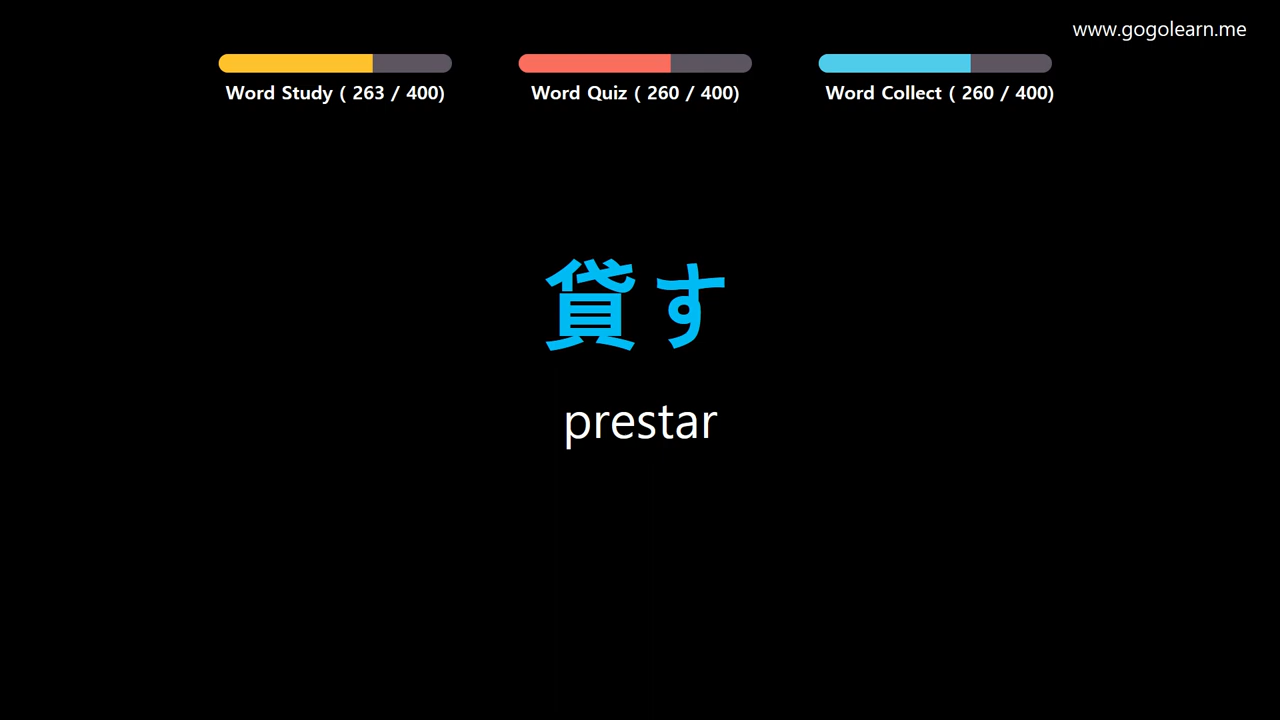 www.gogolearn.me
Word Study ( 263 / 400)
Word Quiz ( 260 / 400)
Word Collect ( 260 / 400)
貸す
prestar